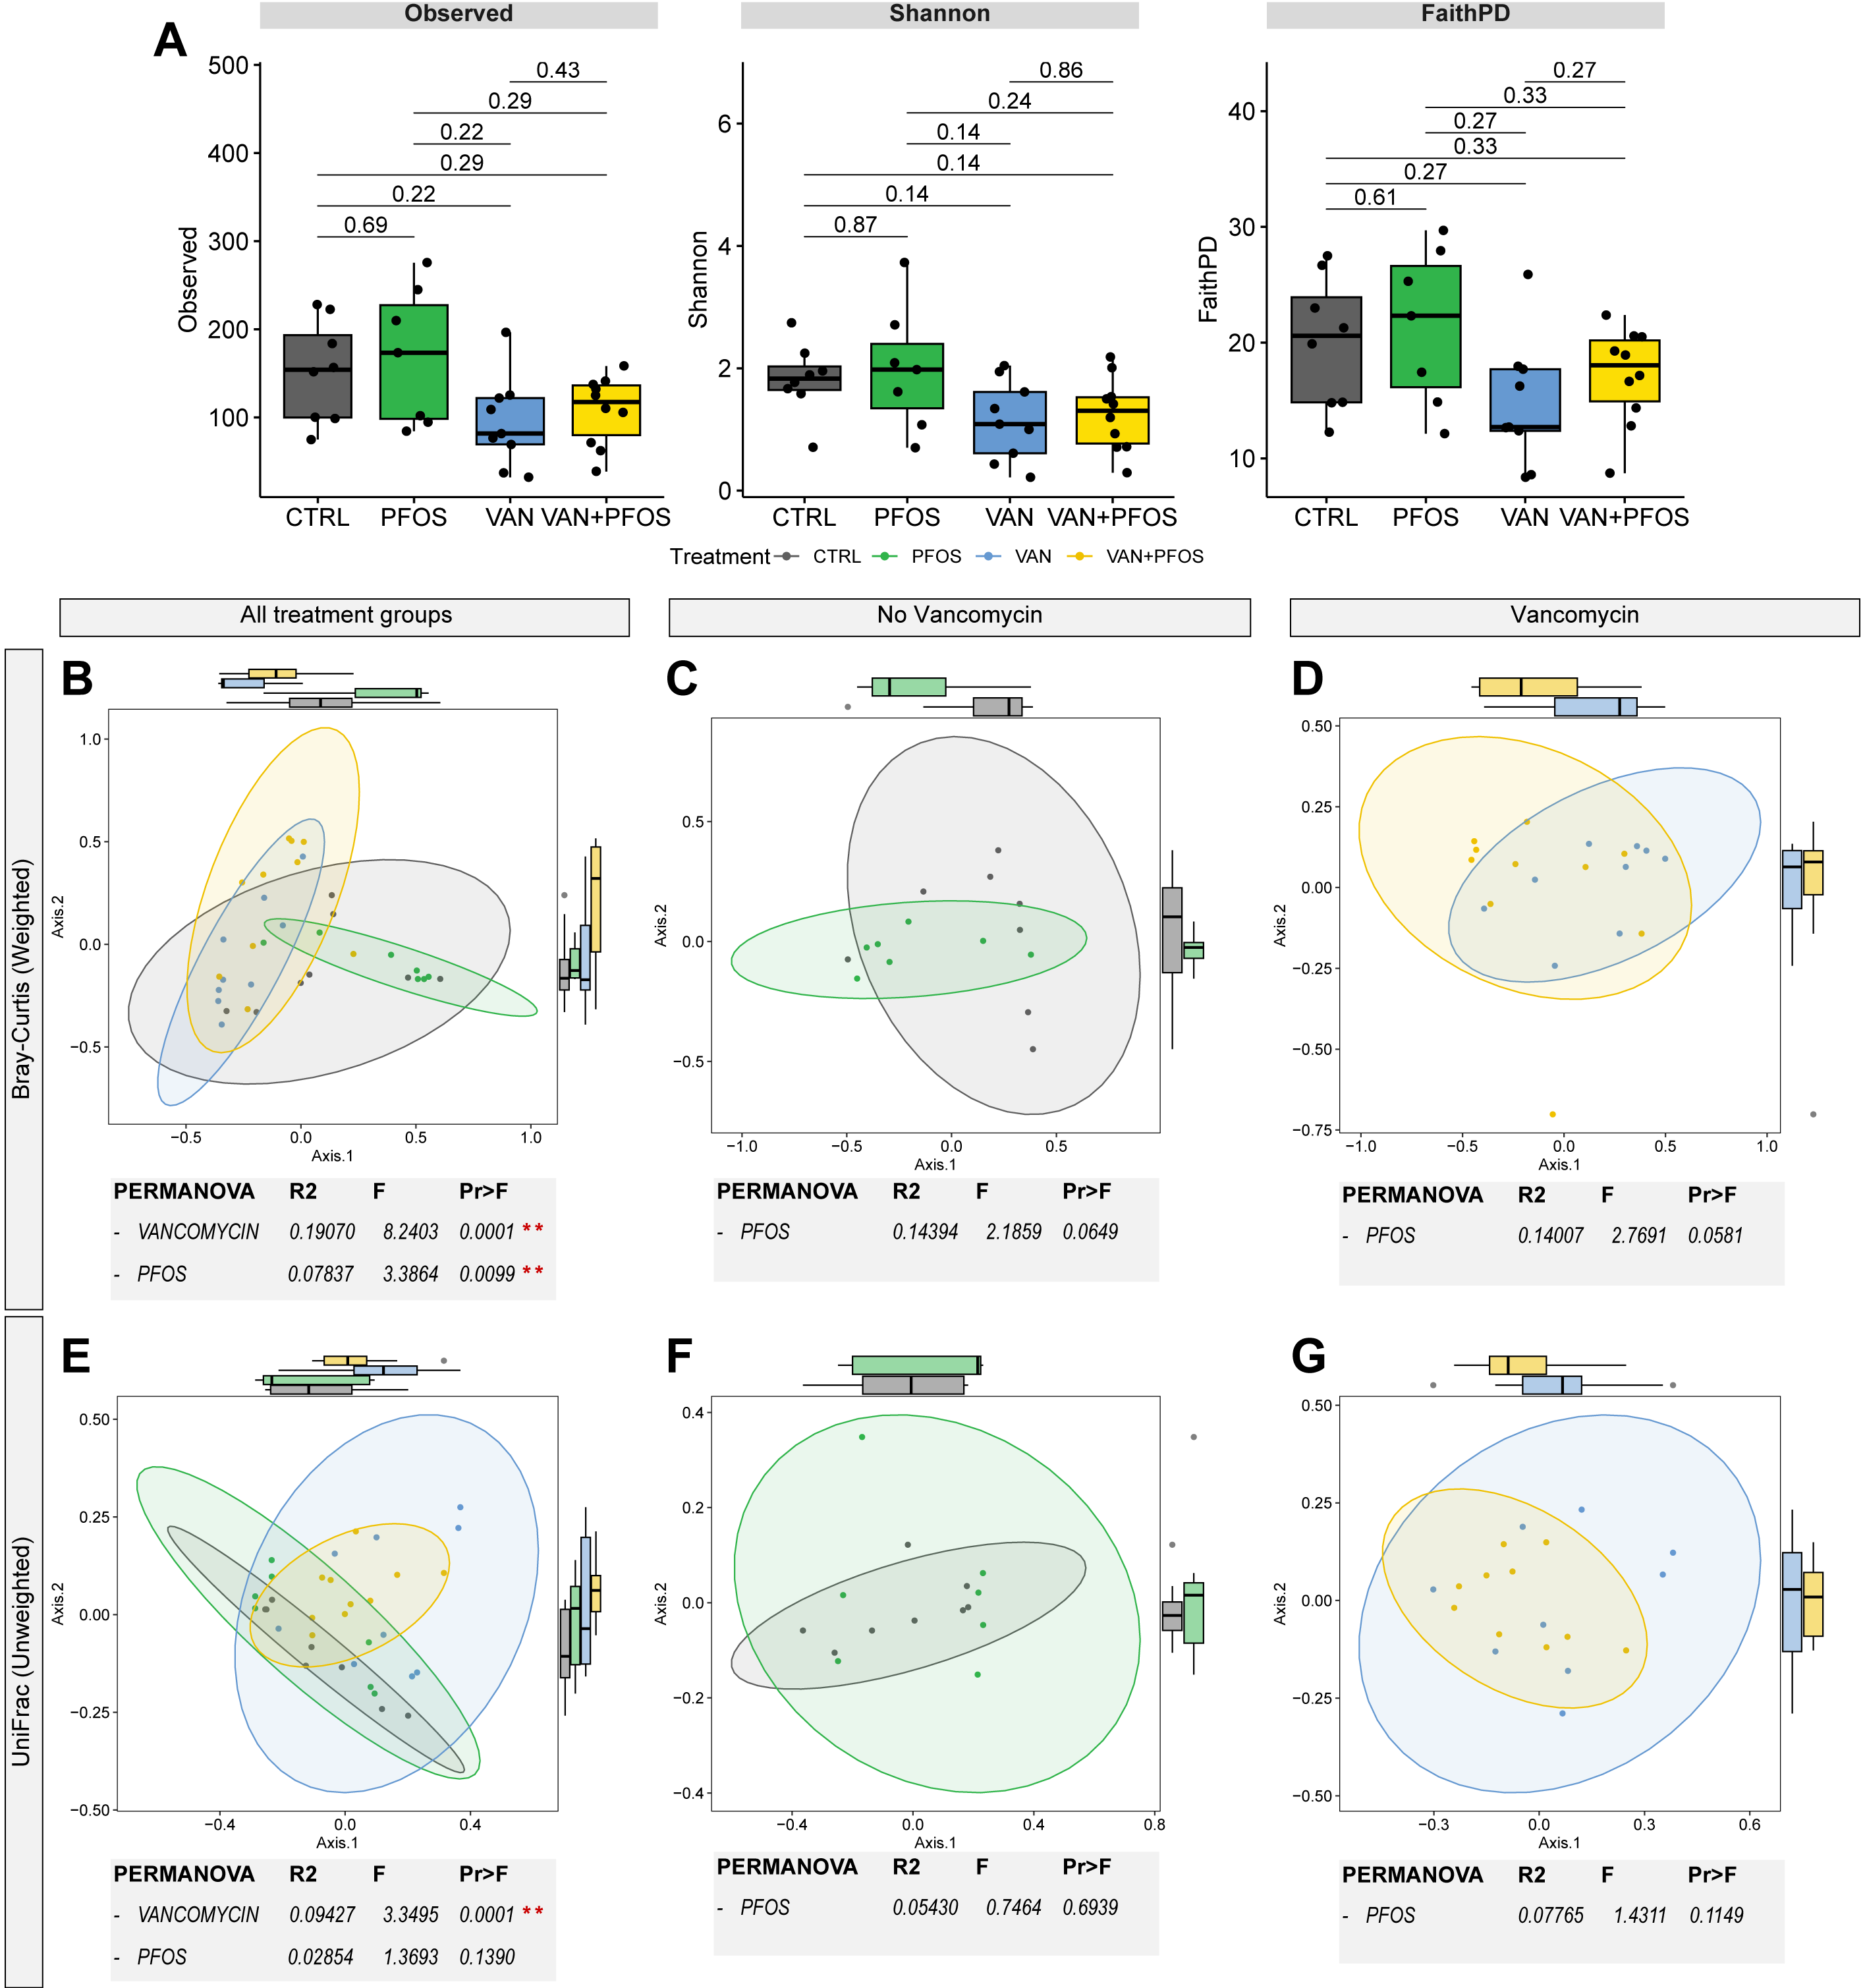 Observed Shannon FaithPD
A
500
400
300
200
100
Observed
0.43
0.29
0.22
0.29
0.22
0.69
CTRL PFOS VAN VAN+PFOS
6
4
2
0
Shannon
0.86
0.24
0.14
0.14
0.14
0.87
CTRL PFOS VAN VAN+PFOS
40
30
20
10
FaithPD
0.27
0.33
0.27
0.33
0.27
0.61
CTRL PFOS VAN VAN+PFOS
Treatment CTRL PFOS VAN VAN+PFOS
All treatment groups
No Vancomycin
Vancomycin
Bray-Curtis (Weighted)
B
1.0
0.5
0.0
−0.5
Axis.2
−0.5 0.0 0.5 1.0
Axis.1
PERMANOVA R2 F Pr>F
- VANCOMYCIN 0.19070 8.2403 0.0001 **
- PFOS 0.07837 3.3864 0.0099 **
C
0.5
0.0
−0.5
Axis.2
−1.0 −0.5 0.0 0.5
Axis.1
PERMANOVA R2 F Pr>F
- PFOS 0.14394 2.1859 0.0649
D
0.50
0.25
0.00
−0.25
−0.50
−0.75
Axis.2
−1.0 −0.5 0.0 0.5 1.0
Axis.1
PERMANOVA R2 F Pr>F
- PFOS 0.14007 2.7691 0.0581
UniFrac (Unweighted)
E
0.50
0.25
0.00
−0.25
−0.50
Axis.2
−0.4 0.0 0.4
Axis.1
PERMANOVA R2 F Pr>F
- VANCOMYCIN 0.09427 3.3495 0.0001 **
- PFOS 0.02854 1.3693 0.1390
F
0.4
0.2
0.0
−0.2
−0.4
Axis.2
−0.4 0.0 0.4 0.8
Axis.1
PERMANOVA R2 F Pr>F
- PFOS 0.05430 0.7464 0.6939
G
0.50
0.25
0.00
−0.25
−0.50
Axis.2
−0.3 0.0 0.3 0.6
Axis.1
PERMANOVA R2 F Pr>F
- PFOS 0.07765 1.4311 0.1149